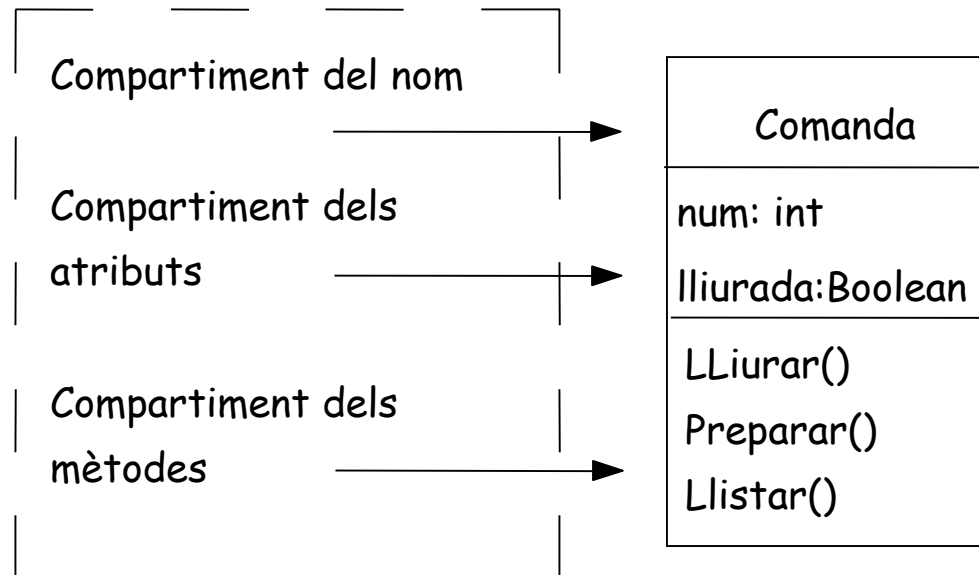 Compartiment del nom
Compartiment dels
atributs
Compartiment dels
mètodes
Comanda
num: int
lliurada:Boolean
LLiurar()
Preparar()
Llistar()